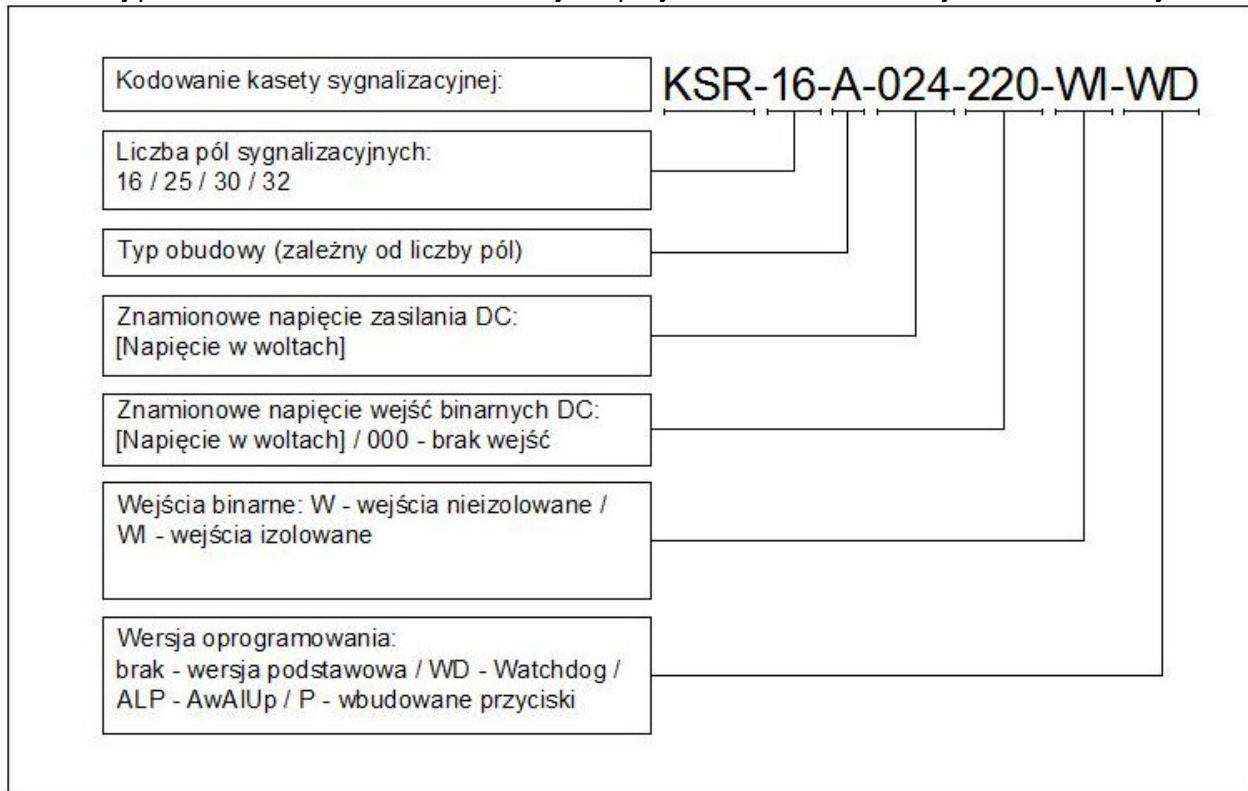 Kodowanie kasety sygnalizacyjnej:
KSR-16-A-024-220-WI-WD
Liczba pól sygnalizacyjnych:
16 / 25 / 30 / 32
Typ obudowy (zależny od liczby pól)
Znamionowe napięcie zasilania DC:
[Napięcie w woltach]
Znamionowe napięcie wejść binarnych DC:
[Napięcie w woltach] / 000 - brak wejść
Wejścia binarne: W - wejścia nieizolowane /
WI - wejścia izolowane
Wersja oprogramowania:
brak - wersja podstawowa / WD - Watchdog /
ALP - AwAlUp / P - wbudowane przyciski